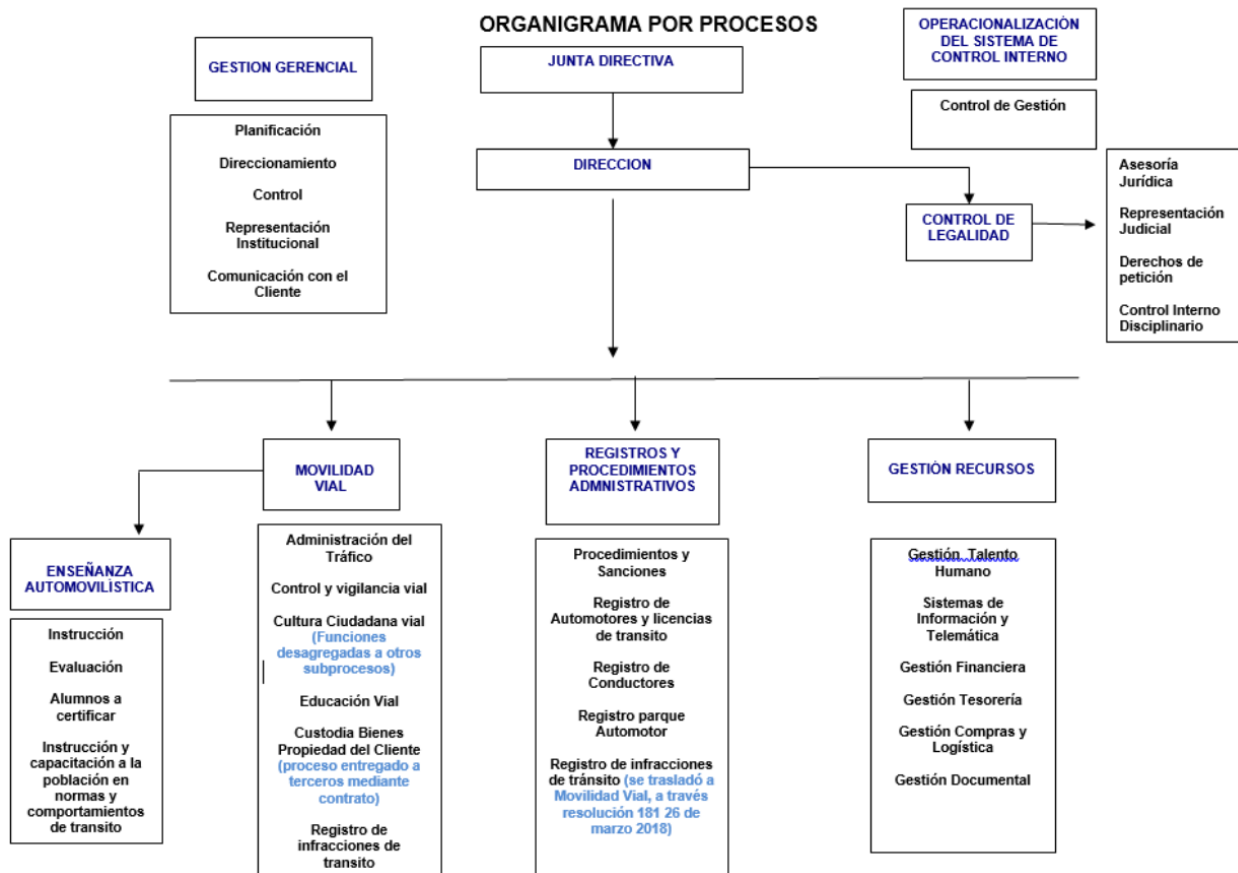 ORGANIGRAMA POR PROCESOS
GESTION GERENCIAL
Planificación
Direccionamiento
Control
Representación
Institucional
Comunicación con el
Cliente
JUNTA DIRECTIVA
DIRECCION
OPERACIONALIZACIÓN
DEL SISTEMA DE
CONTROL INTERNO
Control de Gestión
CONTROL DE
LEGALIDAD
Asesoría
Jurídica
Representación
Judicial
Derechos de
petición
Control Interno
Disciplinario
ENSEÑANZA
AUTOMOVILÍSTICA
Instrucción
Evaluación
Alumnos a
certificar
Instrucción y
capacitación a la
población en
normas y
comportamientos
de transito
MOVILIDAD
VIAL
Administración del
Tráfico
Control y vigilancia vial
Cultura Ciudadana vial
(Funciones
desagregadas a otros
subprocesos)
Educación Vial
Custodia Bienes
Propiedad del Cliente
(proceso entregado a
terceros mediante
contrato)
Registro de
infracciones de
transito
REGISTROS Y
PROCEDIMIENTOS
ADMNISTRATIVOS
Procedimientos y
Sanciones
Registro de
Automotores y licencias
de transito
Registro de
Conductores
Registro parque
Automotor
Registro de infracciones
de tránsito (se trasladó a
Movilidad Vial, a través
resolución 181 26 de
marzo 2018)
GESTIÓN RECURSOS
Gestión Talento
Humano
Sistemas de
Información y
Telemática
Gestión Financiera
Gestión Tesorería
Gestión Compras y
Logística
Gestión Documental